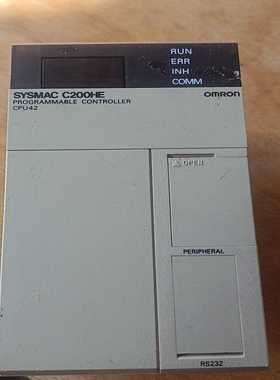 RUN
ERR
INH
COMM
SYSMAC C200HE
OMRON
PROGRAMMABLE CONTROLLER
CPU42
⚠ OPEN
PERIPHERAL
RS232